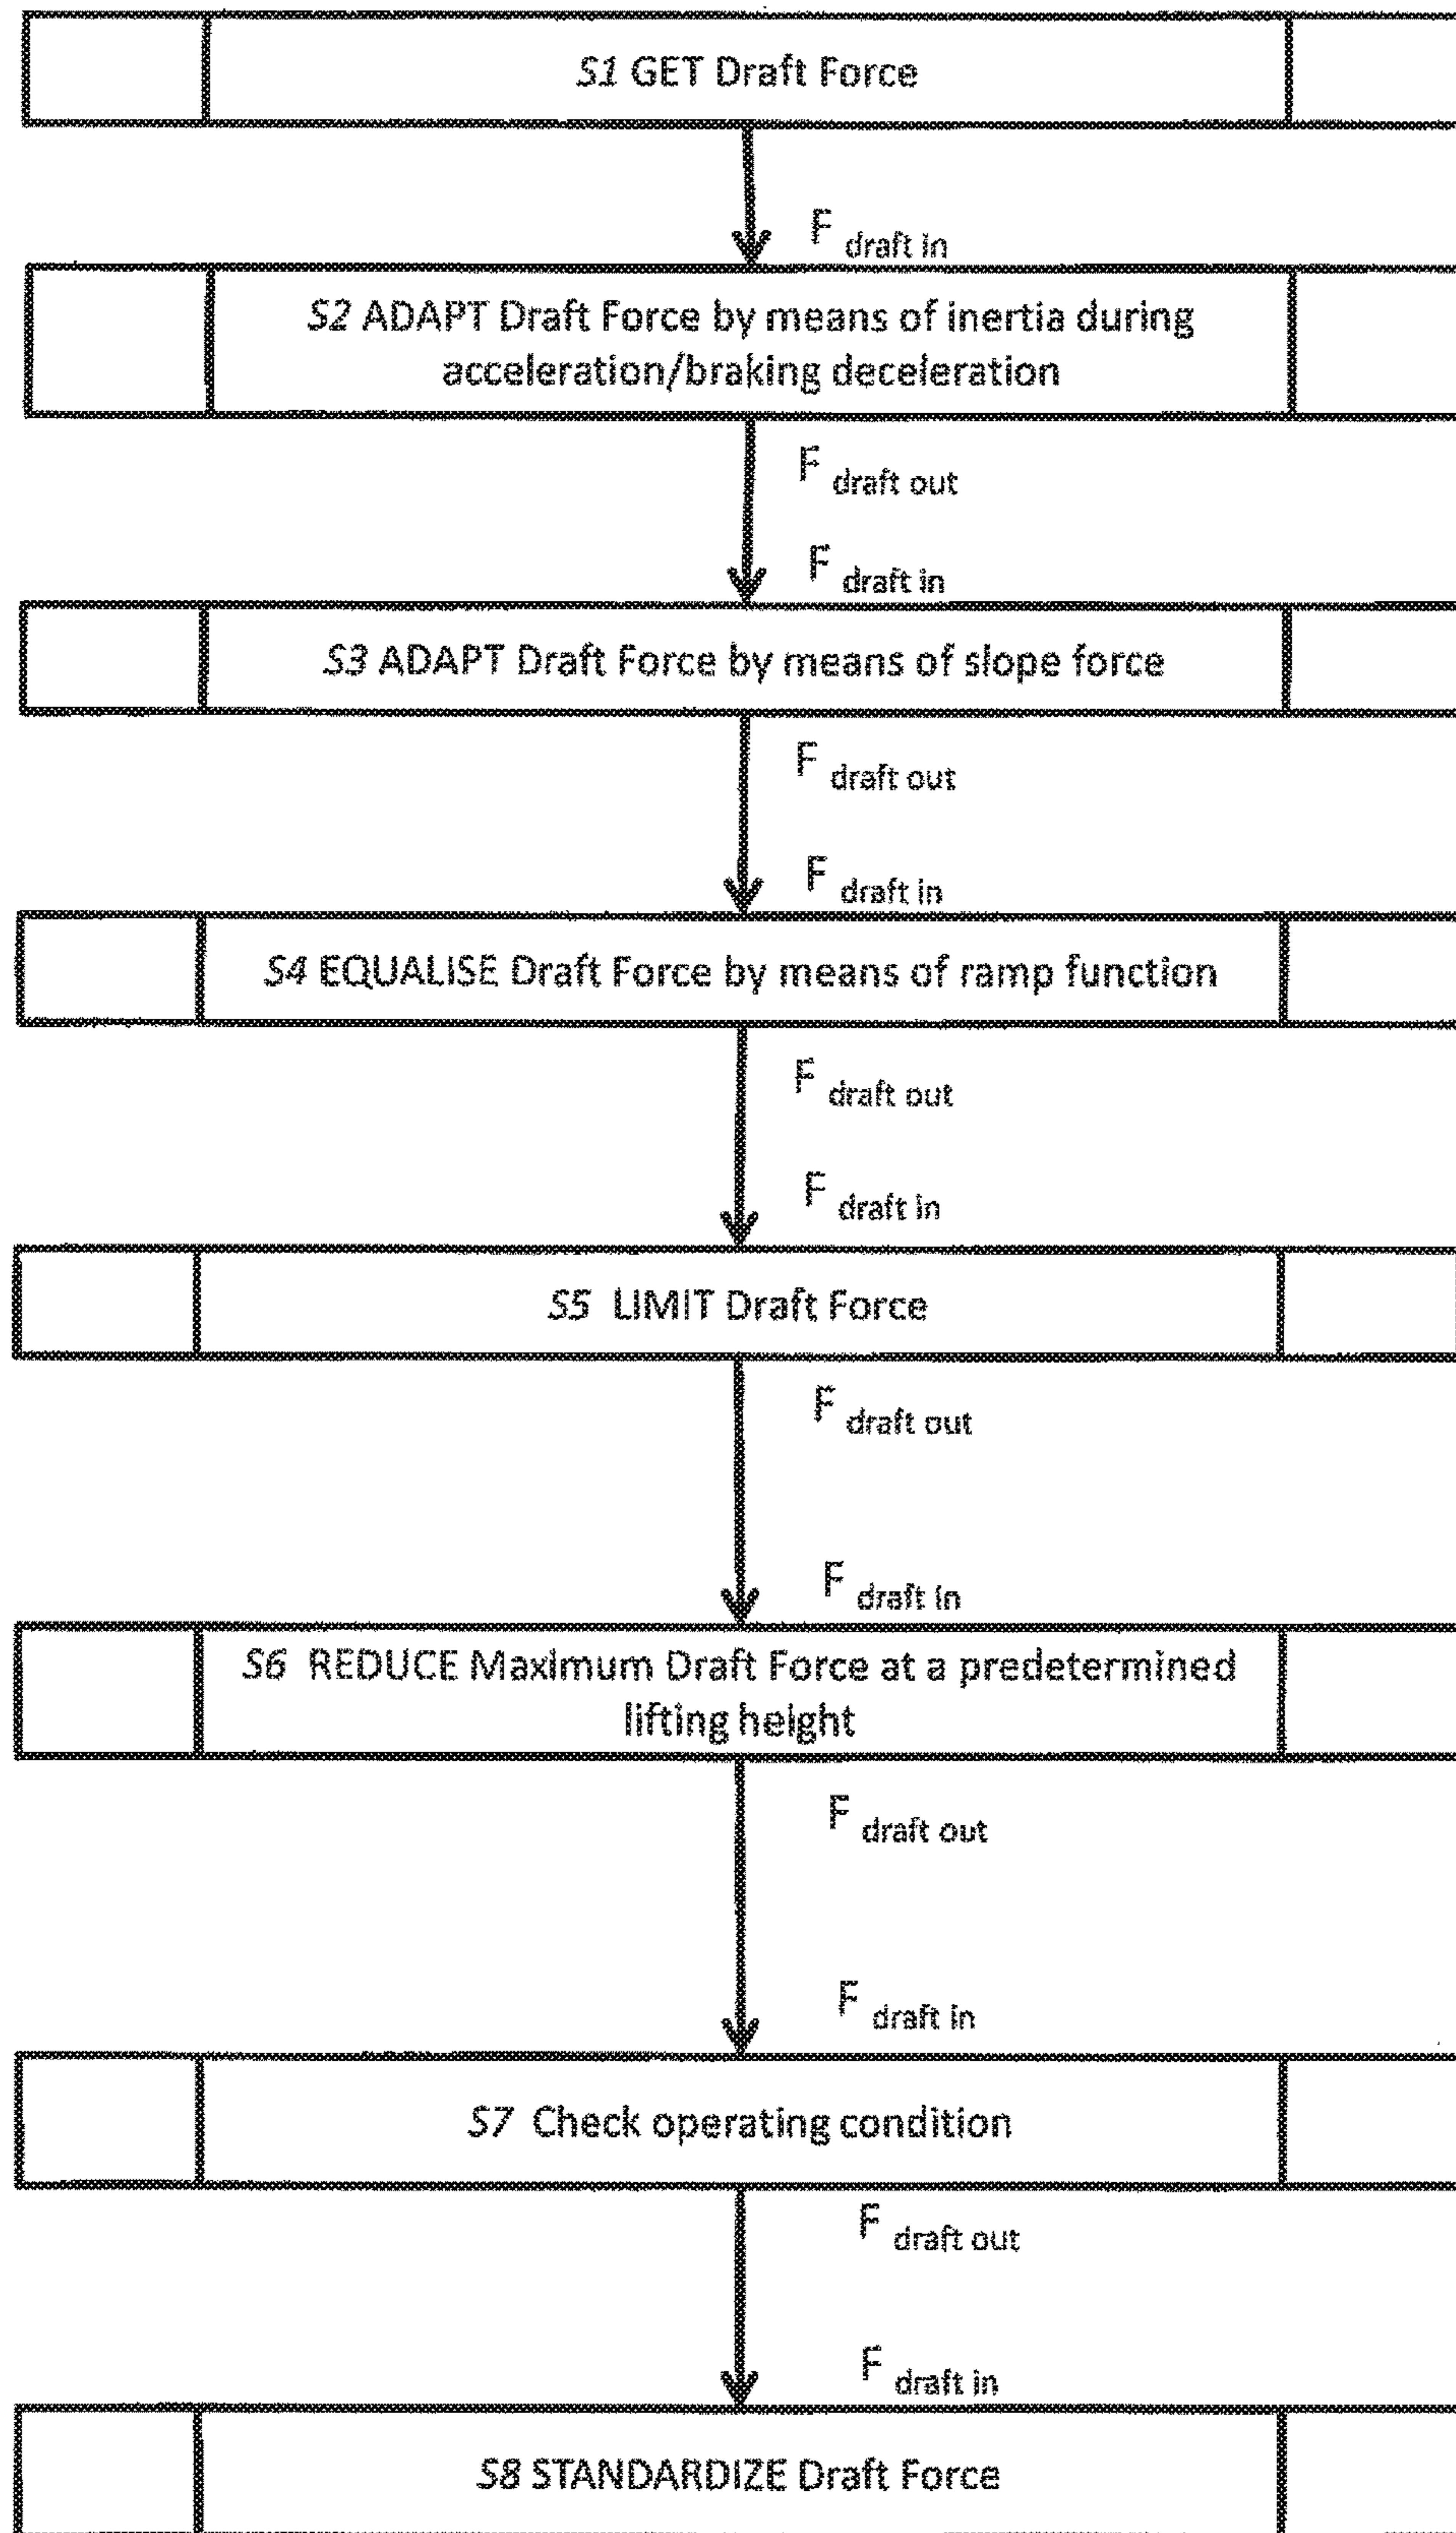 S1 GET Draft Force
F draft in
S2 ADAPT Draft Force by means of inertia during
acceleration/braking deceleration
F draft out
F draft in
S3 ADAPT Draft Force by means of slope force
F draft out
F draft in
S4 EQUALISE Draft Force by means of ramp function
F draft out
F draft in
S5 LIMIT Draft Force
F draft out
F draft in
S6 REDUCE Maximum Draft Force at a predetermined
lifting height
F draft out
F draft in
S7 Check operating condition
F draft out
F draft in
S8 STANDARDIZE Draft Force